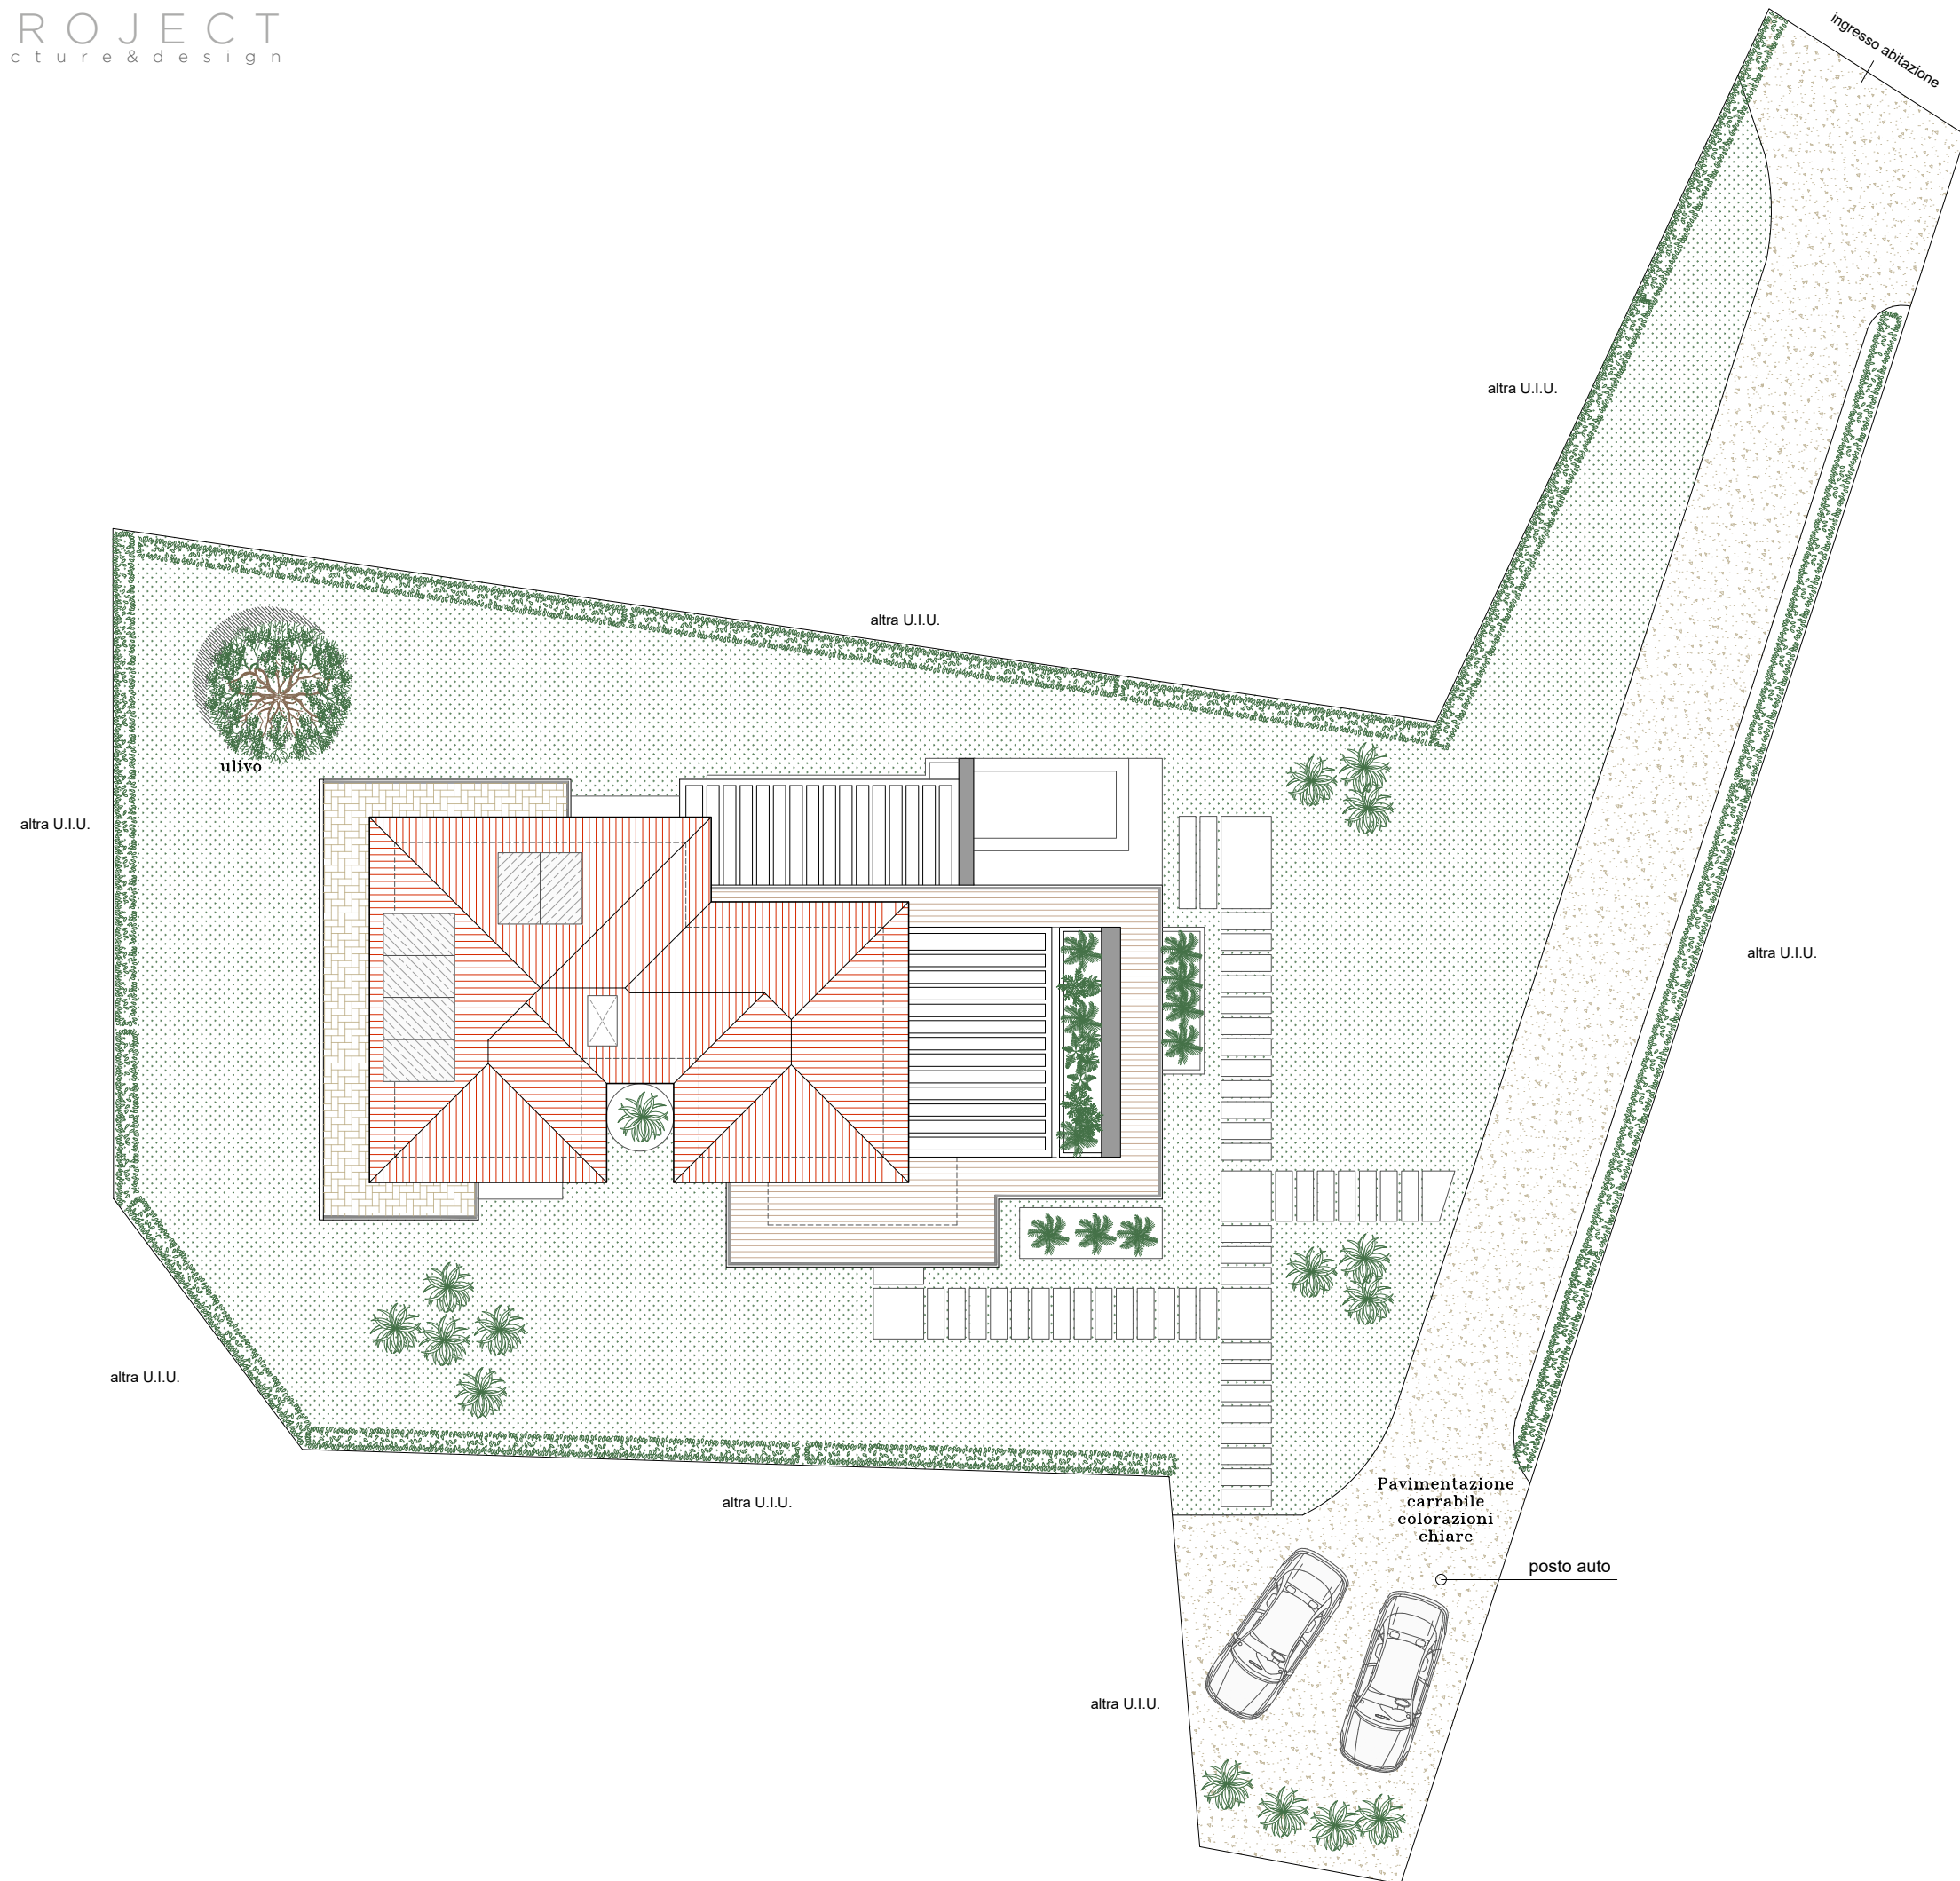 ROJECT
cture&design
ingresso abitazione
altra U.I.U.
altra U.I.U.
ulivo
altra U.I.U.
altra U.I.U.
altra U.I.U.
Pavimentazione
carrabile
colorazioni
chiare
altra U.I.U.
posto auto
altra U.I.U.